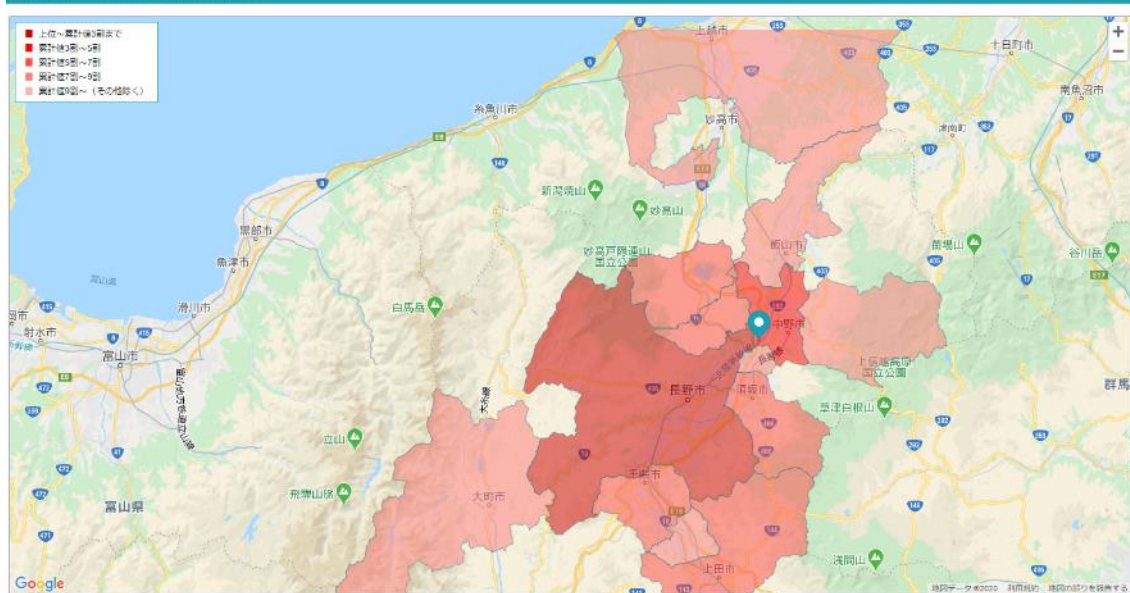 上位～累計値3割まで
累計値3割～5割
累計値5割～7割
累計値7割～9割
累計値9割～（その他除く）
上越市
十日町市
南魚沼市
糸魚川市
妙高市
津南町
新潟焼山
妙高山
飯山市
苗場山
谷川岳
黒部市
魚津市
妙高戸隠連山
国立公園
白馬岳
滑川市
中野市
射水市
富山市
上信越高原
国立公園
群馬
長野市
須坂市
草津白根山
大糸線
立山
千曲市
飛騨山脈
大町市
富山県
浅間山
上田市
Google
地図データ ©2020 利用規約 地図の誤りを報告する